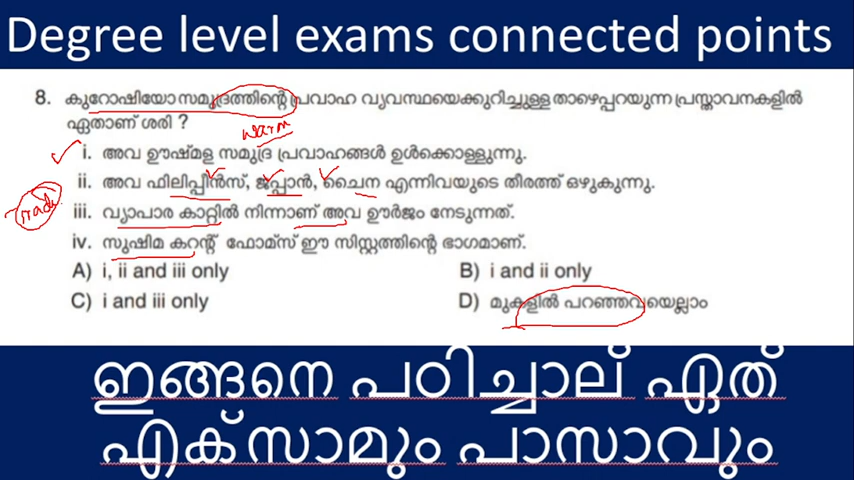 Degree level exams connected points
8. കുറോഷിയോ സമുദ്രത്തിന്റെ പ്രവാഹ വ്യവസ്ഥയെക്കുറിച്ചുള്ള താഴെപ്പറയുന്ന പ്രസ്താവനകളിൽ
ഏതാണ് ശരി ?
warm
i. അവ ഊഷ്മള സമുദ്ര പ്രവാഹങ്ങൾ ഉൾക്കൊള്ളുന്നു.
ii. അവ ഫിലിപ്പീൻസ്, ജപ്പാൻ, ചൈന എന്നിവയുടെ തീരത്ത് ഒഴുകുന്നു.
iii. വ്യാപാര കാറ്റിൽ നിന്നാണ് അവ ഊർജം നേടുന്നത്.
iv. സുഷിമ കറന്റ് ഫോമ്സ് ഈ സിസ്റ്റത്തിന്റെ ഭാഗമാണ്.
A) i, ii and iii only B) i and ii only
C) i and iii only D) മുകളിൽ പറഞ്ഞവയെല്ലാം
ഇങ്ങനെ പഠിച്ചാല് ഏത്
എക്സാമും പാസാവും